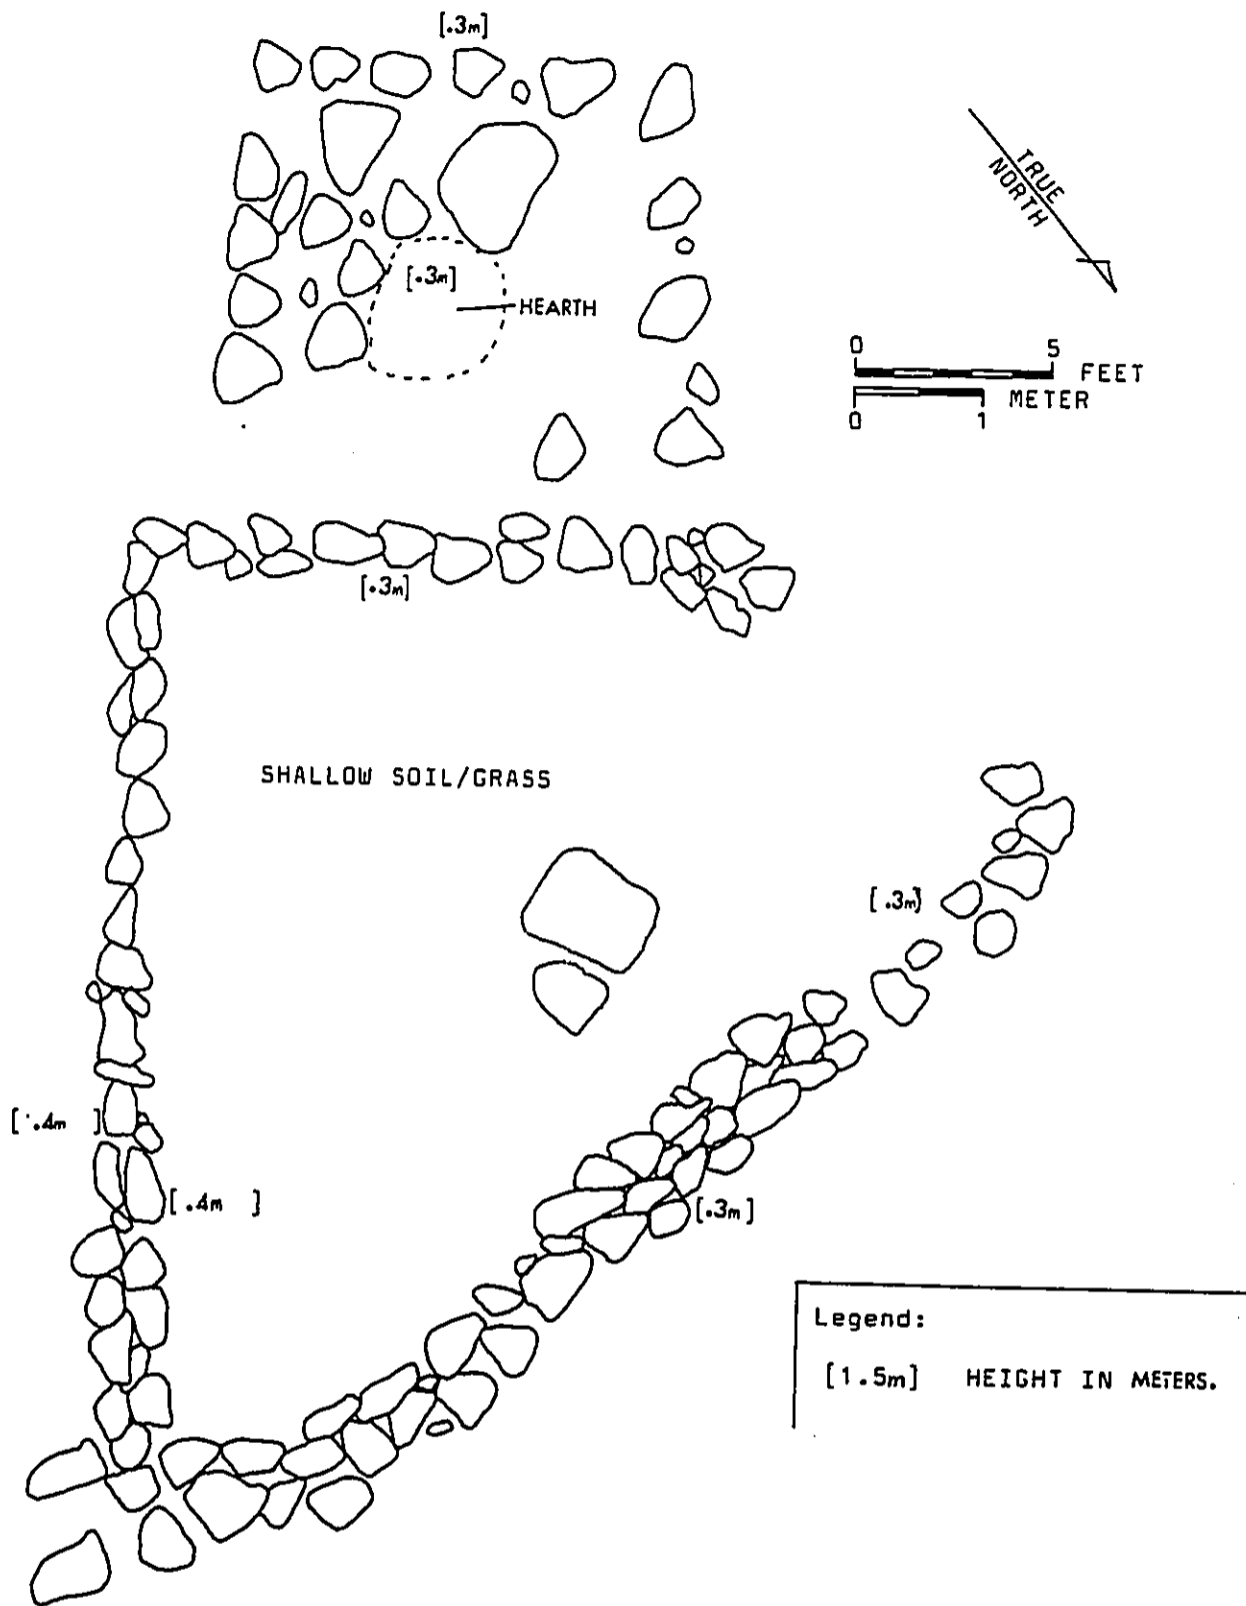 [.3m]
TRUE
NORTH
[.3m]
HEARTH
0 5 FEET
METER
0 1
[.3m]
SHALLOW SOIL/GRASS
[.3m]
[.4m ]
[.4m ]
[.3m]
Legend:
[1.5m] HEIGHT IN METERS.